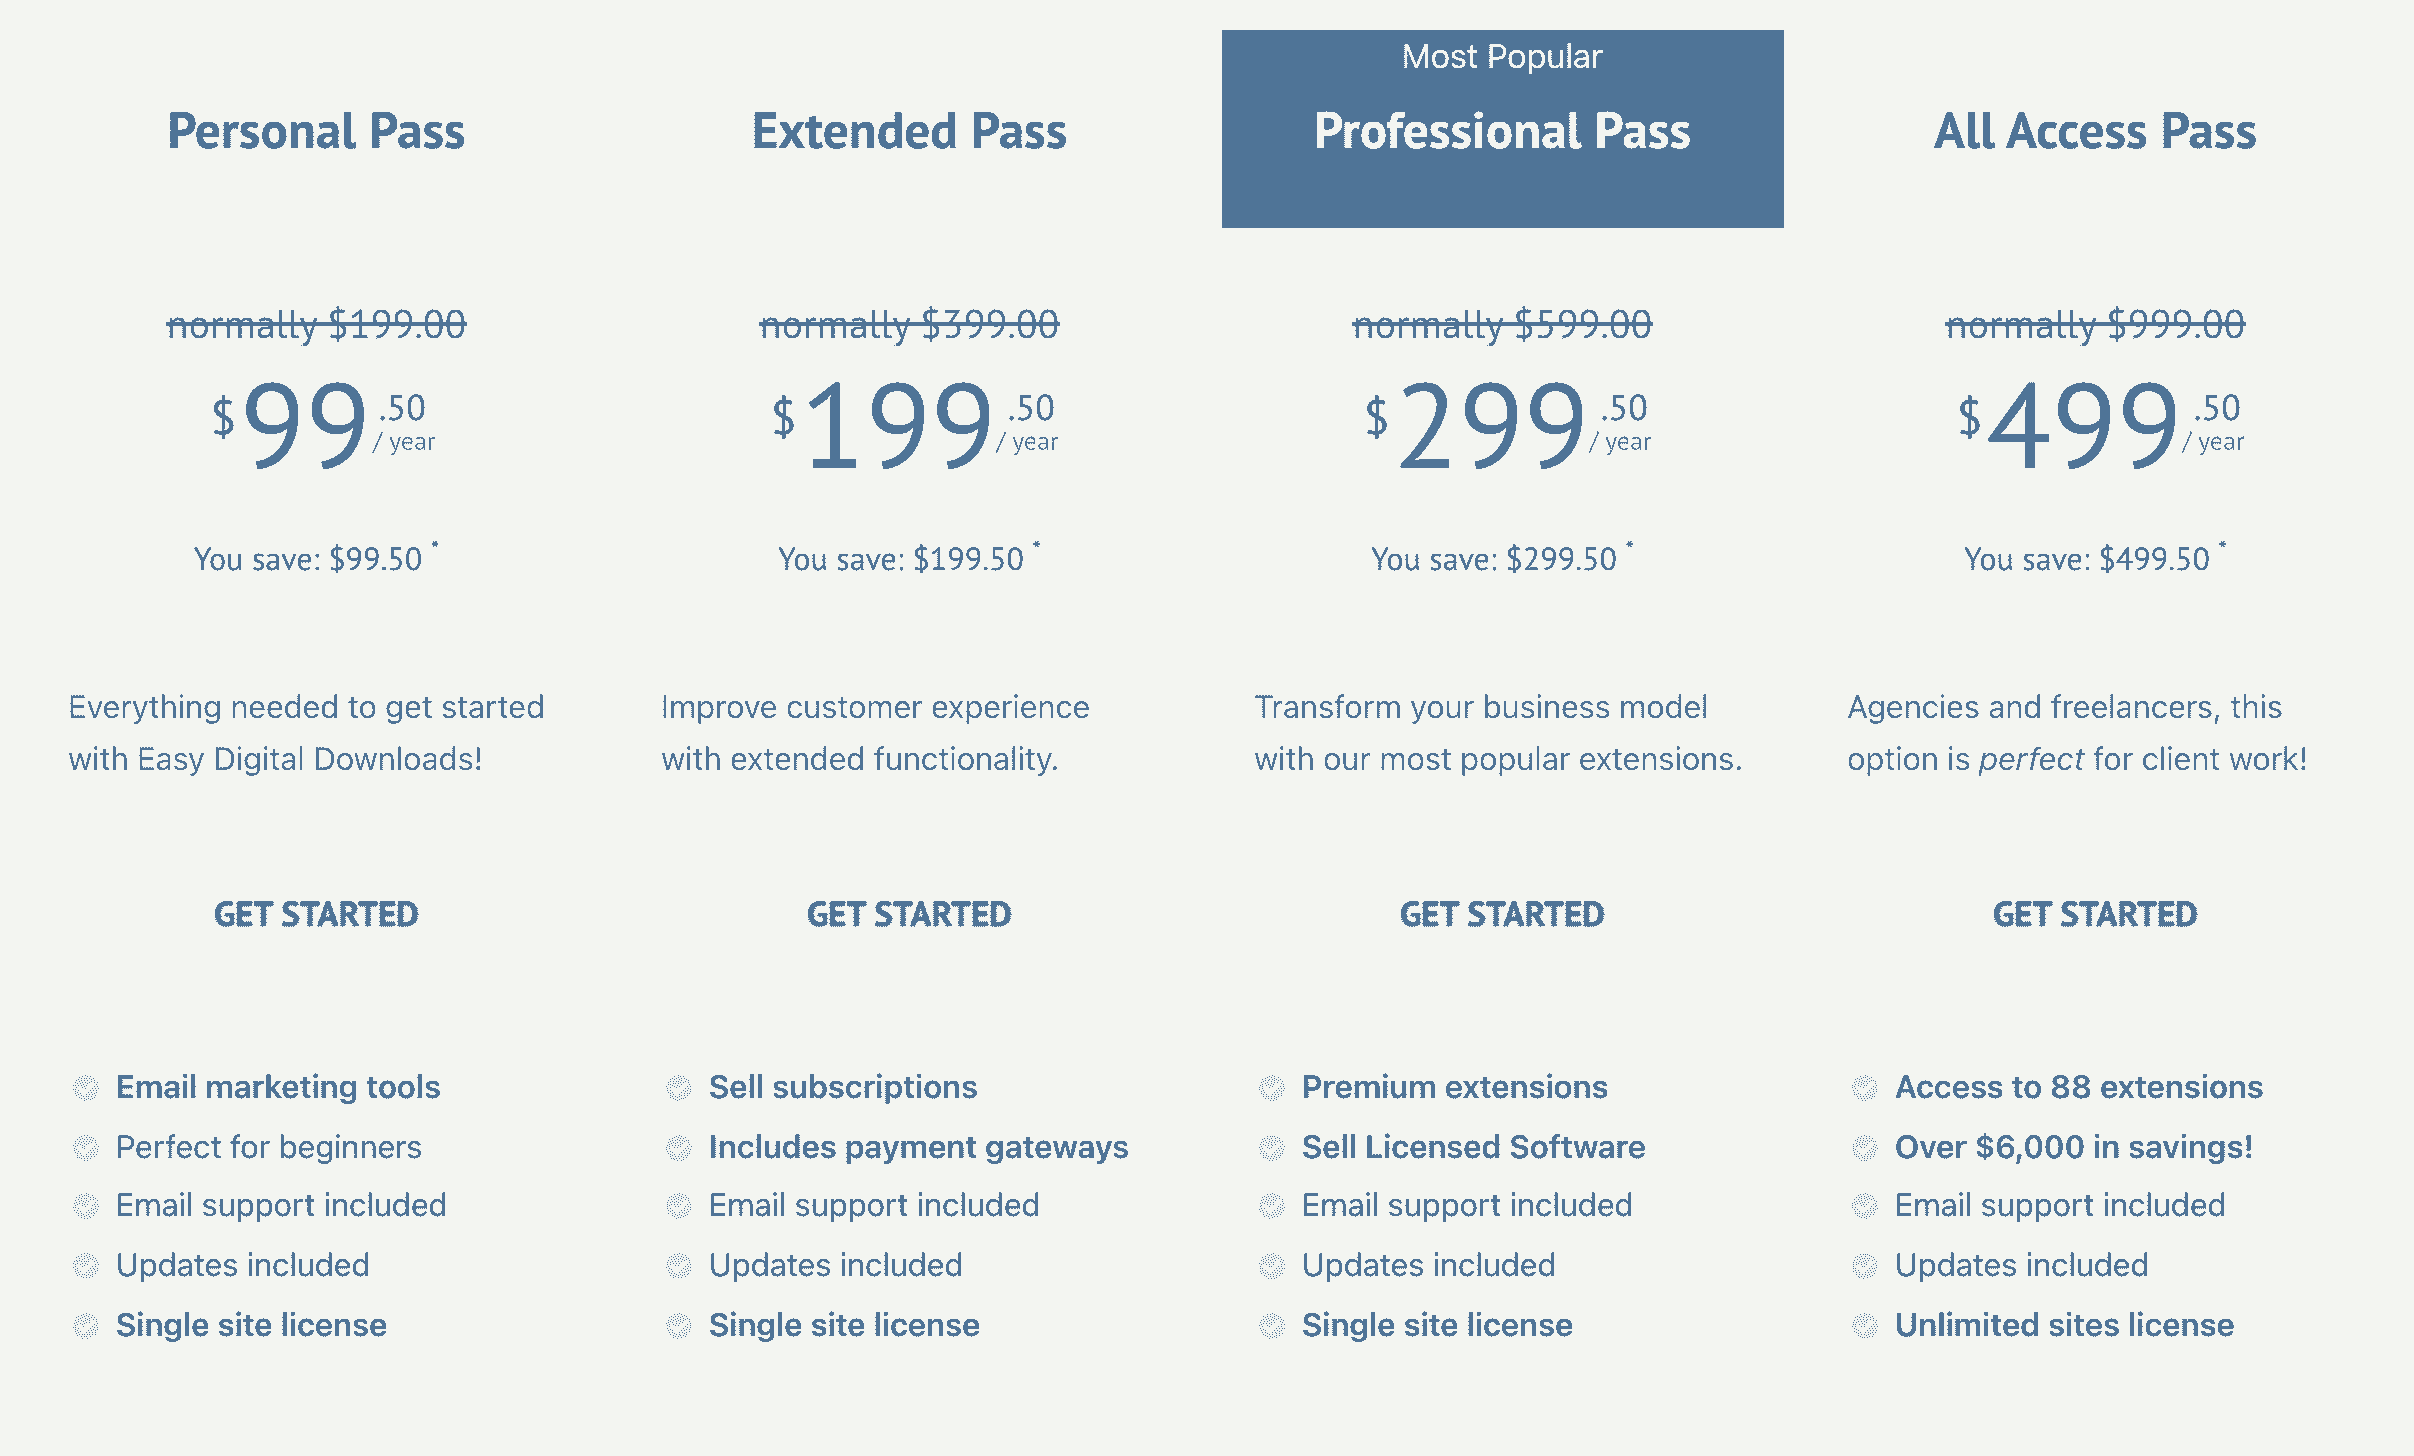 Personal Pass
normally $199.00
$99.50
/ year
You save: $99.50 *
Everything needed to get started
with Easy Digital Downloads!
GET STARTED
Email marketing tools
Perfect for beginners
Email support included
Updates included
Single site license
Extended Pass
normally $399.00
$199.50
/ year
You save: $199.50 *
Improve customer experience
with extended functionality.
GET STARTED
Sell subscriptions
Includes payment gateways
Email support included
Updates included
Single site license
Most Popular
Professional Pass
normally $599.00
$299.50
/ year
You save: $299.50 *
Transform your business model
with our most popular extensions.
GET STARTED
Premium extensions
Sell Licensed Software
Email support included
Updates included
Single site license
All Access Pass
normally $999.00
$499.50
/ year
You save: $499.50 *
Agencies and freelancers, this
option is perfect for client work!
GET STARTED
Access to 88 extensions
Over $6,000 in savings!
Email support included
Updates included
Unlimited sites license